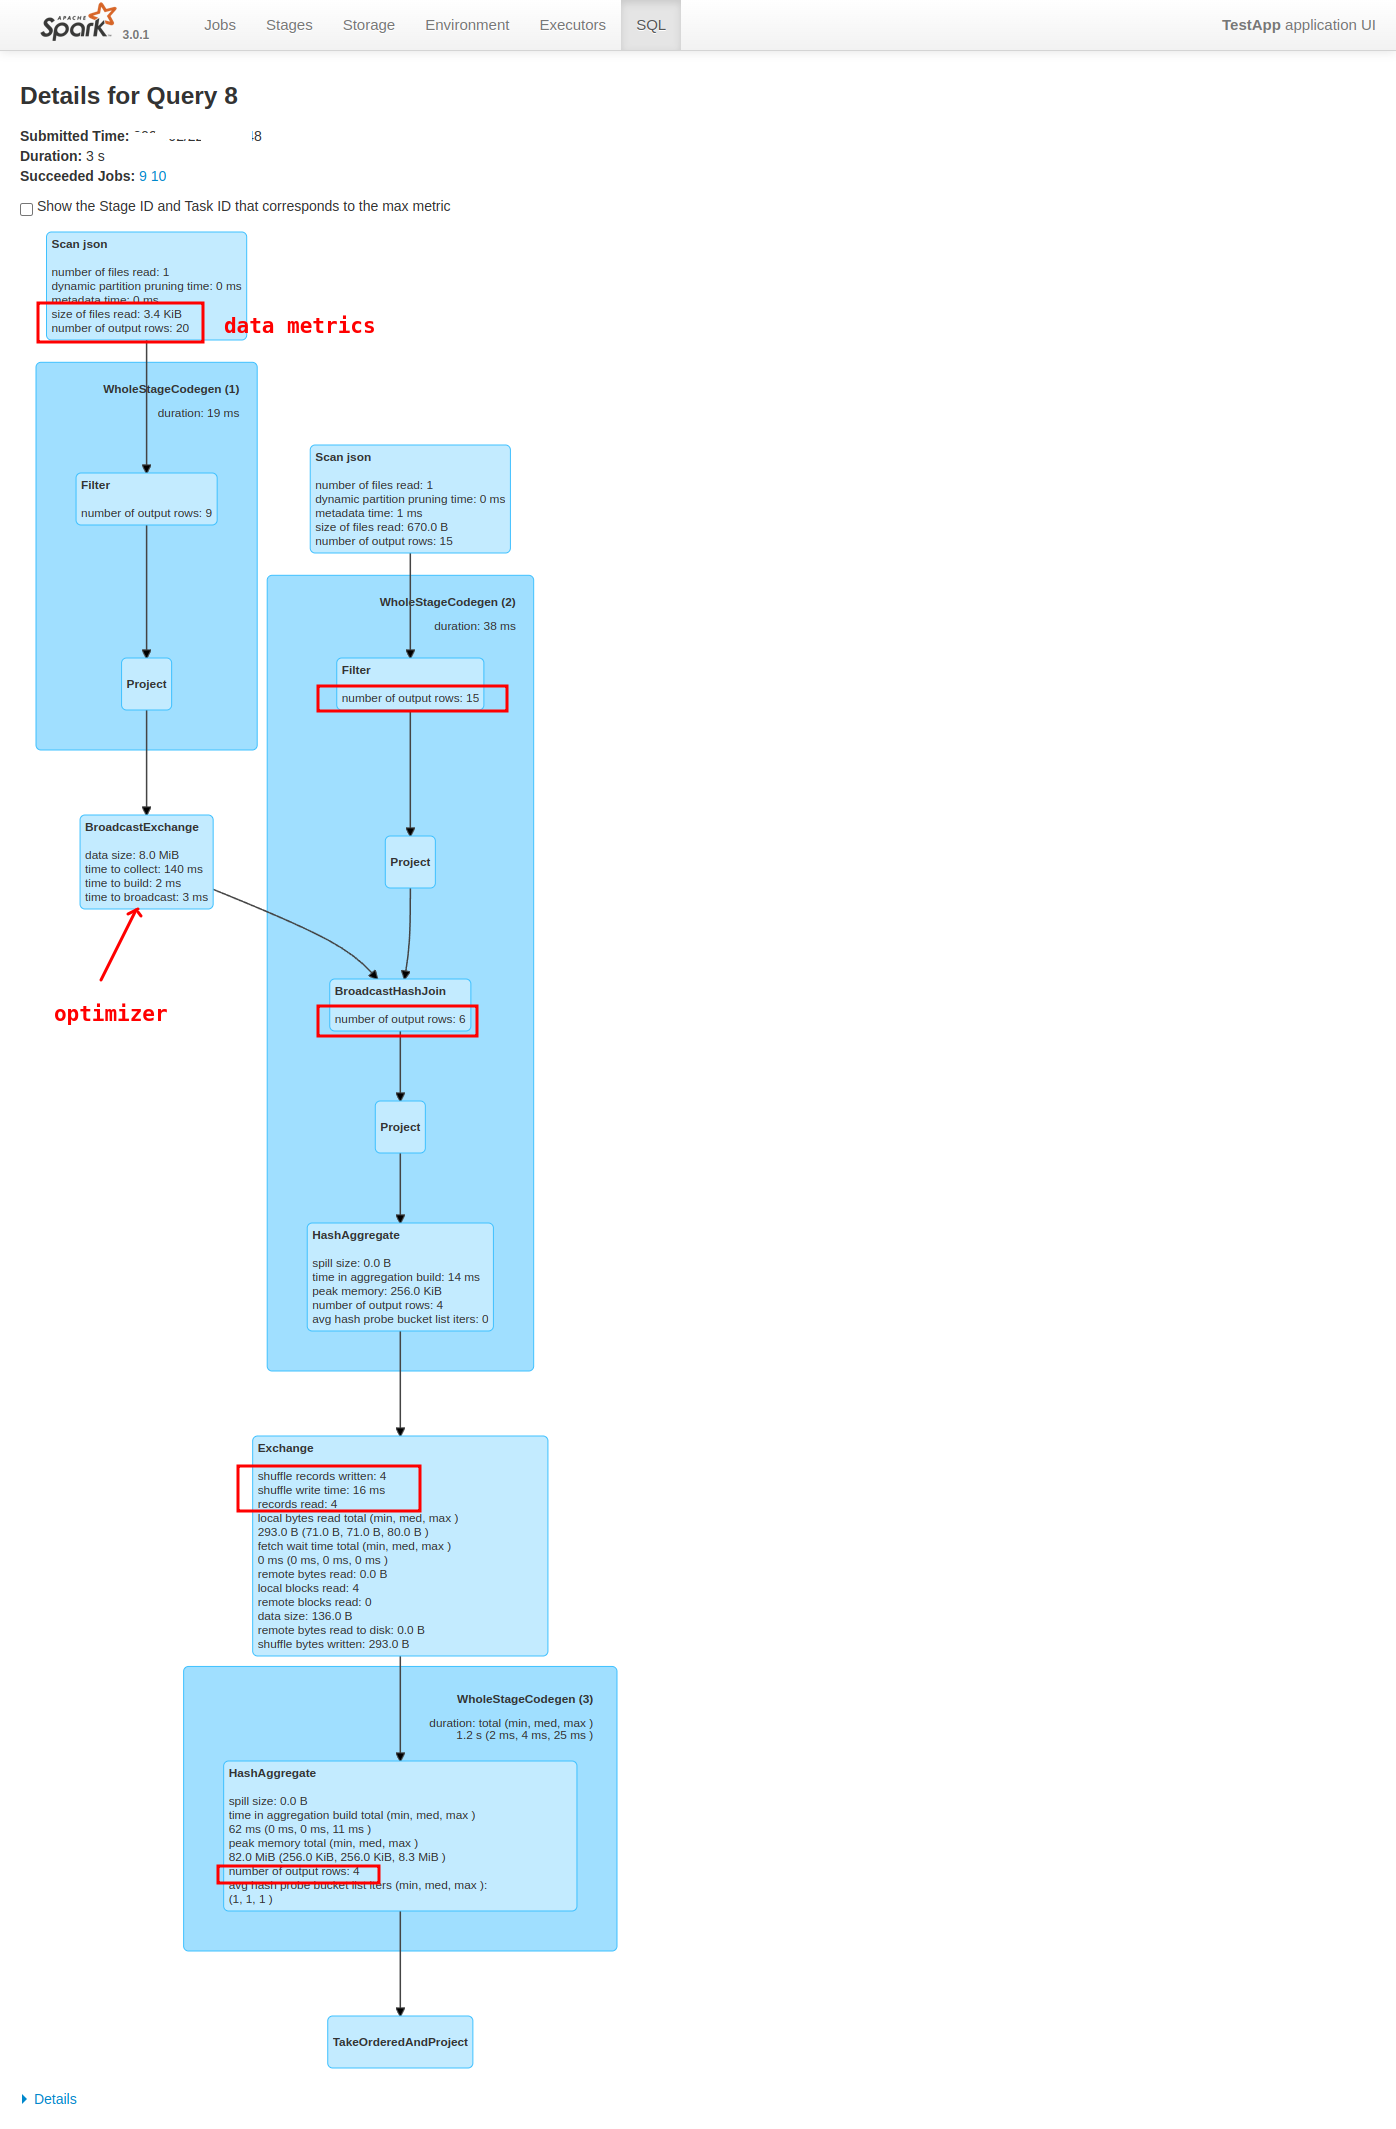 APACHE
Spark 3.0.1
Jobs Stages Storage Environment Executors SQL TestApp application UI
Details for Query 8
Submitted Time: 48
Duration: 3 s
Succeeded Jobs: 9 10
Show the Stage ID and Task ID that corresponds to the max metric
Scan json
number of files read: 1
dynamic partition pruning time: 0 ms
metadata time: 0 ms
size of files read: 3.4 KiB
number of output rows: 20
data metrics
WholeStageCodegen (1)
duration: 19 ms
Filter
number of output rows: 9
Project
Scan json
number of files read: 1
dynamic partition pruning time: 0 ms
metadata time: 1 ms
size of files read: 670.0 B
number of output rows: 15
WholeStageCodegen (2)
duration: 38 ms
Filter
number of output rows: 15
Project
BroadcastExchange
data size: 8.0 MiB
time to collect: 140 ms
time to build: 2 ms
time to broadcast: 3 ms
optimizer
BroadcastHashJoin
number of output rows: 6
Project
HashAggregate
spill size: 0.0 B
time in aggregation build: 14 ms
peak memory: 256.0 KiB
number of output rows: 4
avg hash probe bucket list iters: 0
Exchange
shuffle records written: 4
shuffle write time: 16 ms
records read: 4
local bytes read total (min, med, max )
293.0 B (71.0 B, 71.0 B, 80.0 B )
fetch wait time total (min, med, max )
0 ms (0 ms, 0 ms, 0 ms )
remote bytes read: 0.0 B
local blocks read: 4
remote blocks read: 0
data size: 136.0 B
remote bytes read to disk: 0.0 B
shuffle bytes written: 293.0 B
WholeStageCodegen (3)
duration: total (min, med, max )
1.2 s (2 ms, 4 ms, 25 ms )
HashAggregate
spill size: 0.0 B
time in aggregation build total (min, med, max )
62 ms (0 ms, 0 ms, 11 ms )
peak memory total (min, med, max )
82.0 MiB (256.0 KiB, 256.0 KiB, 8.3 MiB )
number of output rows: 4
avg hash probe bucket list iters (min, med, max ):
(1, 1, 1 )
TakeOrderedAndProject
Details